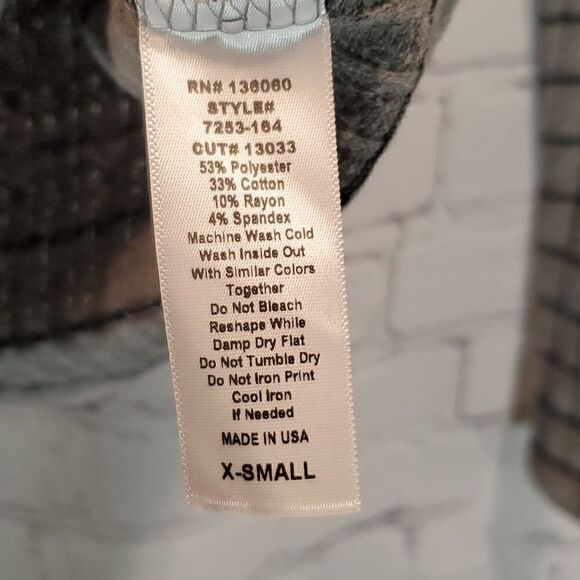 RN# 136060
STYLE#
7253-164
CUT# 13033
53% Polyester
33% Cotton
10% Rayon
4% Spandex
Machine Wash Cold
Wash Inside Out
With Similar Colors
Together
Do Not Bleach
Reshape While
Damp Dry Flat
Do Not Tumble Dry
Do Not Iron Print
Cool Iron
If Needed
MADE IN USA
X-SMALL